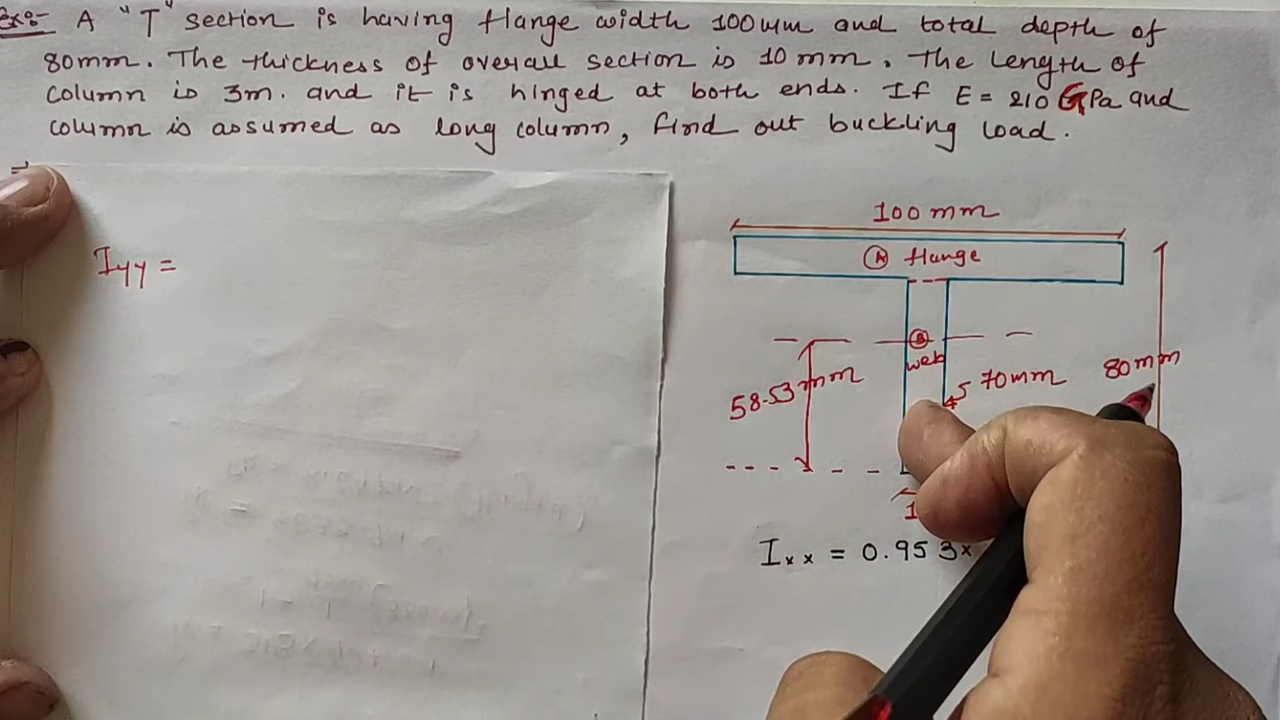 Ex:- A "T" section is having flange width 100mm and total depth of
80mm. The thickness of overall section is 10mm. The Length of
column is 3m. and it is hinged at both ends. If E = 210 GPa and
column is assumed as long column, find out buckling load.
100 mm
A flange
B
web
Iyy =
58.53 mm
70mm
80mm
1
Ixx = 0.953×